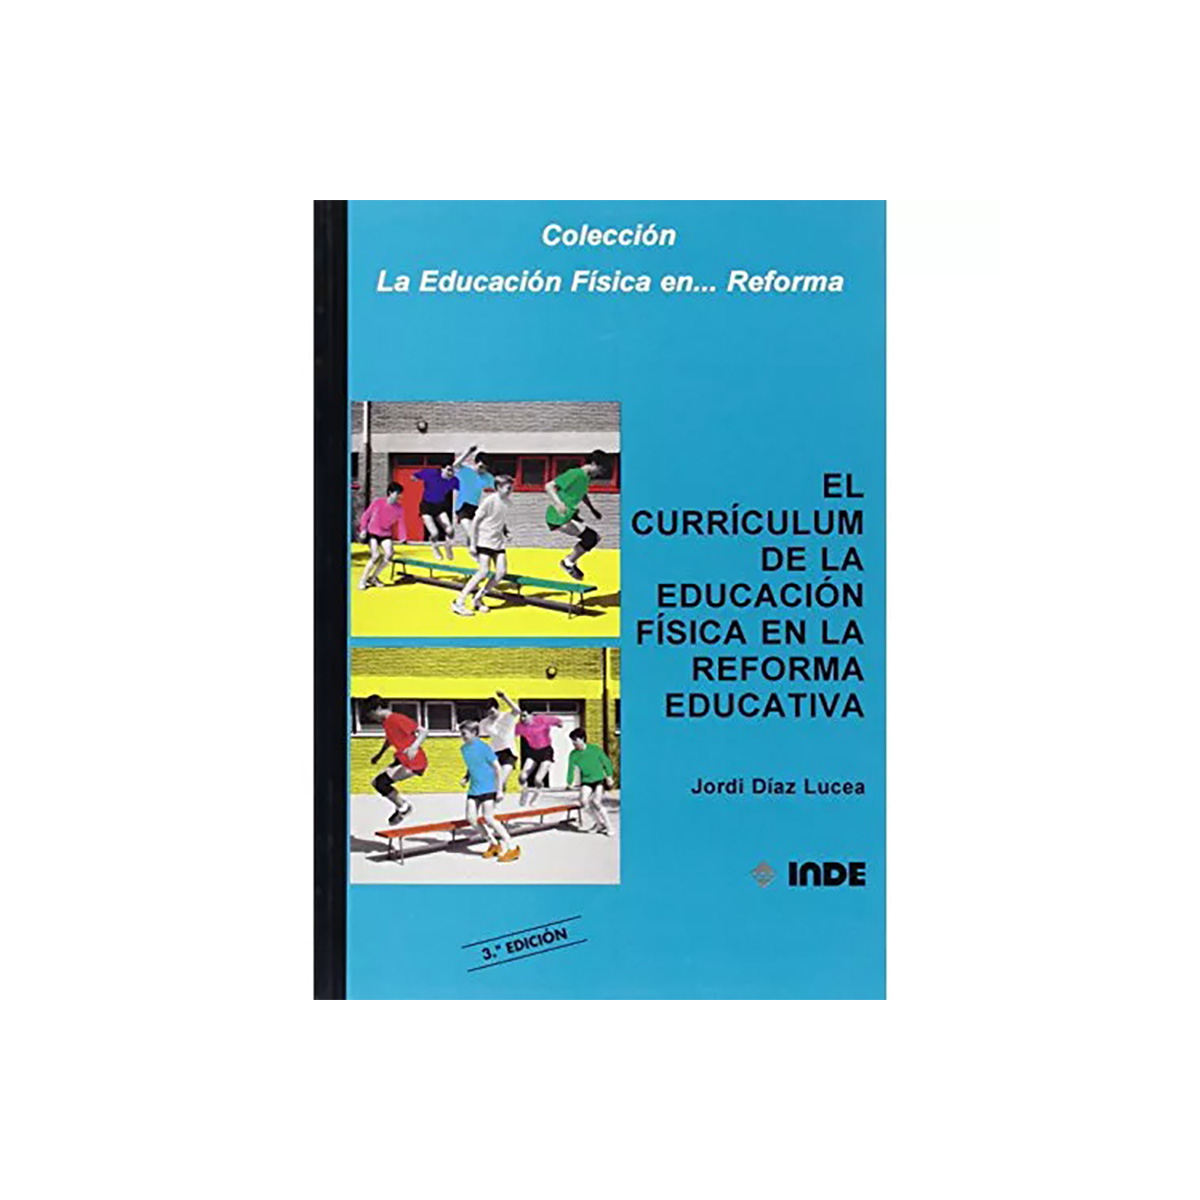 Colección
La Educación Física en... Reforma
EL
CURRÍCULUM
DE LA
EDUCACIÓN
FÍSICA EN LA
REFORMA
EDUCATIVA
Jordi Díaz Lucea
INDE
3.ª EDICIÓN